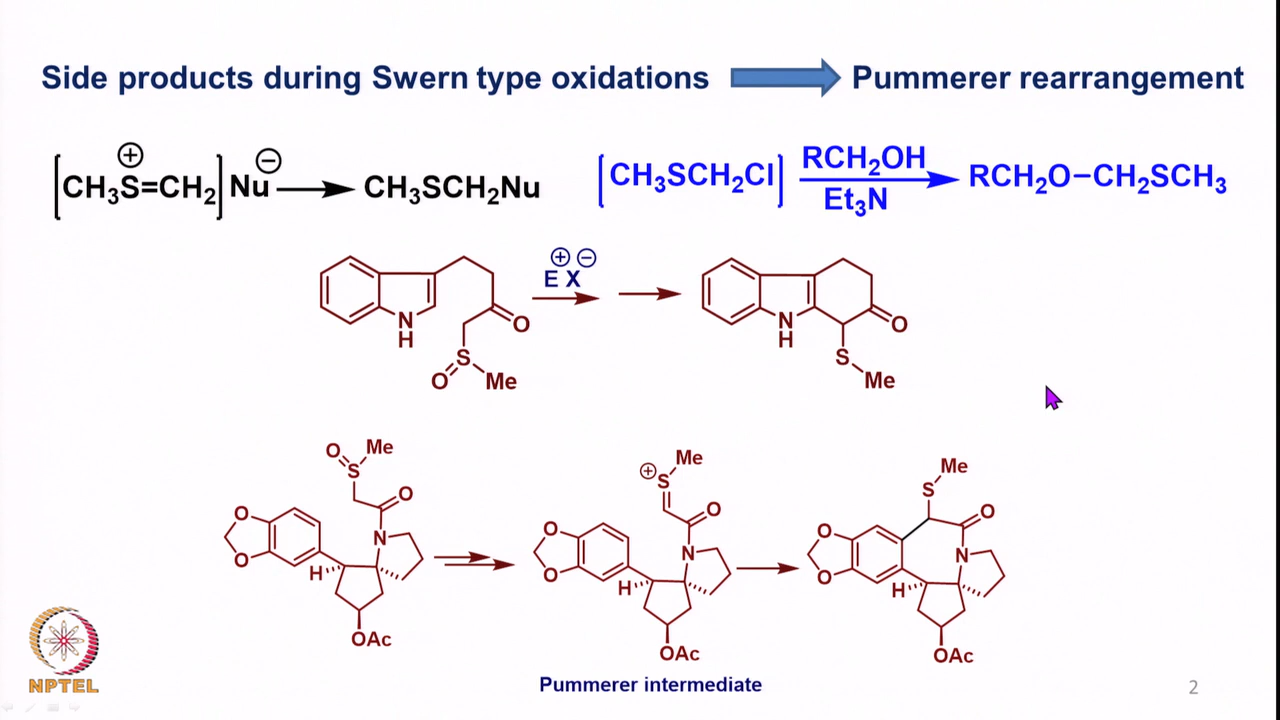 Side products during Swern type oxidations Pummerer rearrangement
[CH₃S=CH₂] Nu ⊕ ⊖ CH₃SCH₂Nu [CH₃SCH₂Cl] RCH₂OH Et₃N RCH₂O–CH₂SCH₃
⊕ ⊖
E X
N H O S O Me
N H O S Me
O Me S O O O N H OAc
⊕ Me S O O O N H OAc
Me S O O O N H OAc
Pummerer intermediate
NPTEL
2